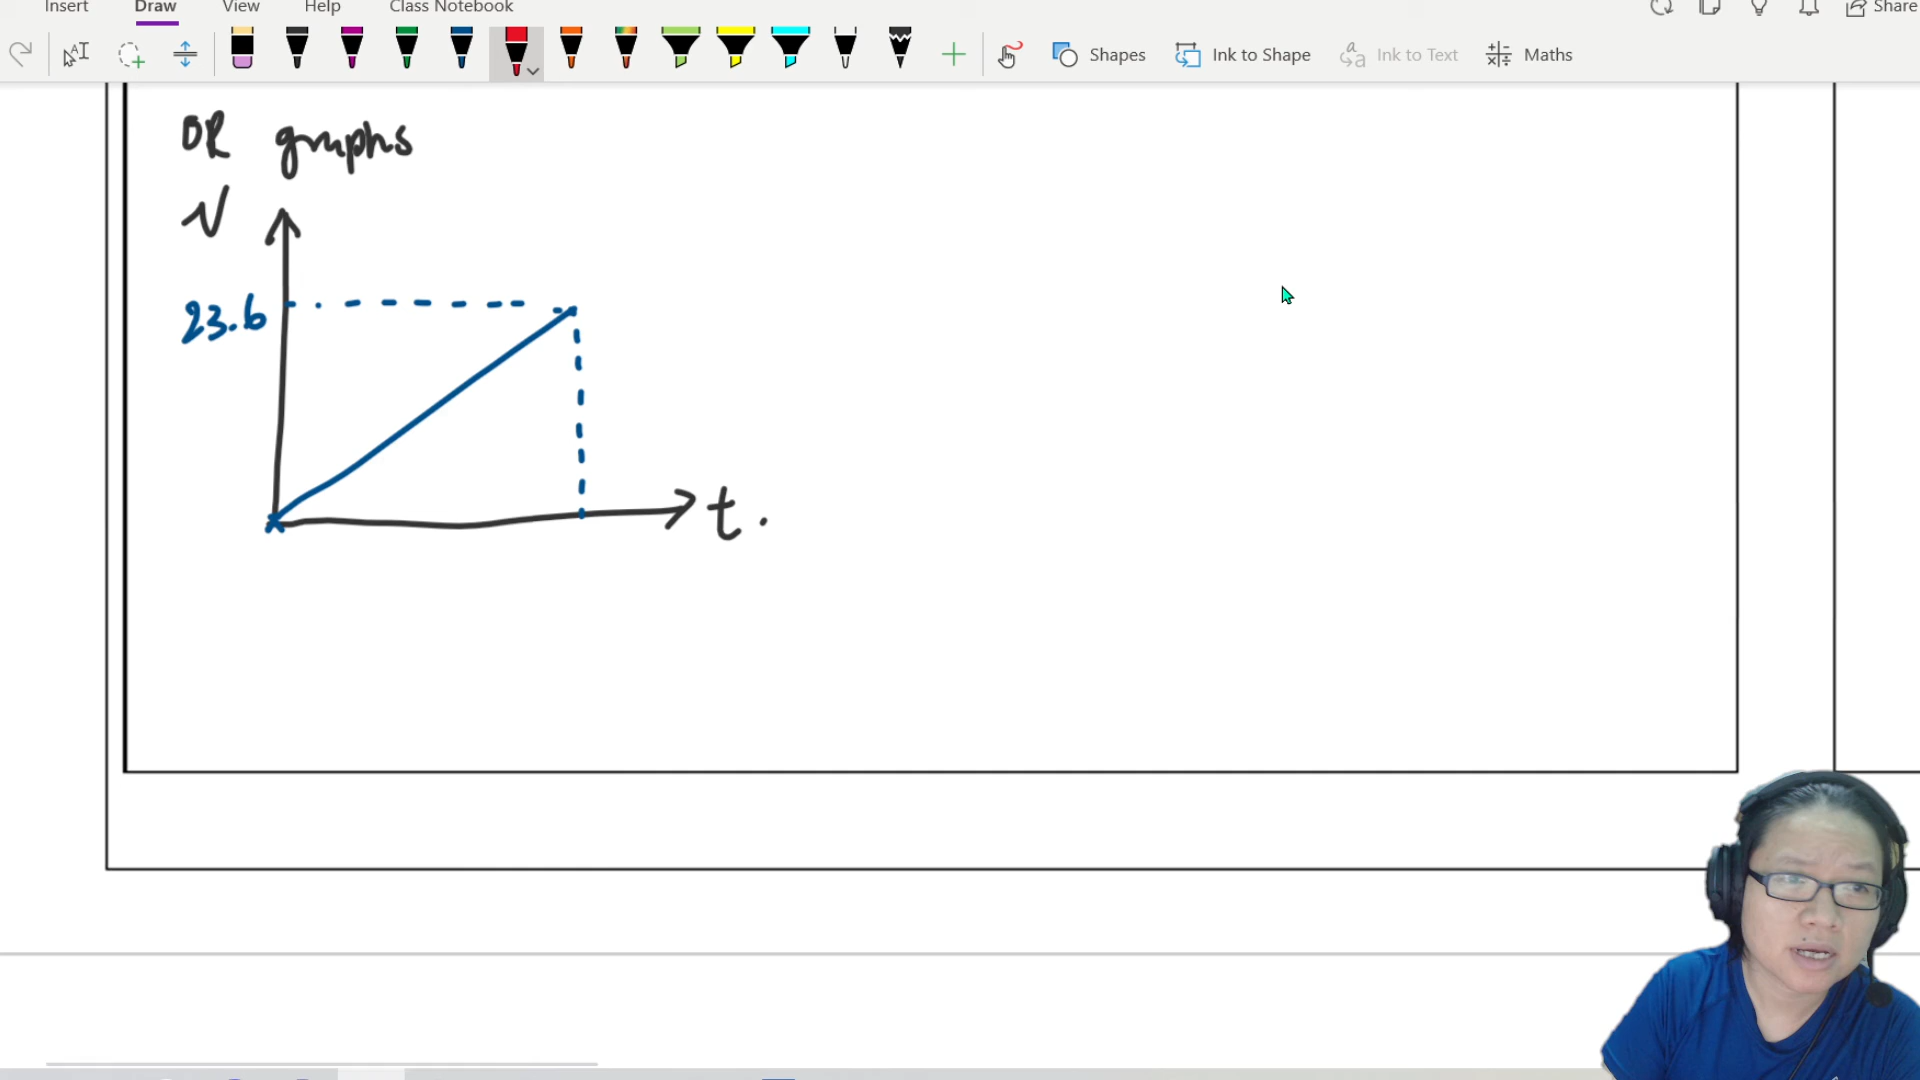 Insert Draw View Help Class Notebook Share
Shapes Ink to Shape Ink to Text Maths
OR graphs
v
23.6
t.